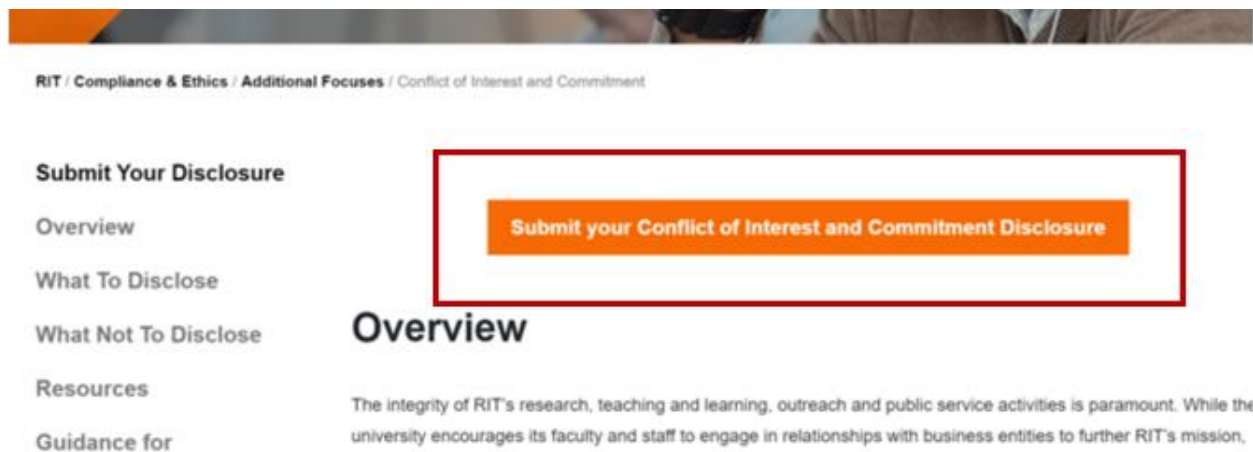 RIT / Compliance & Ethics / Additional Focuses / Conflict of Interest and Commitment
Submit Your Disclosure
Overview
What To Disclose
What Not To Disclose
Resources
Guidance for
Submit your Conflict of Interest and Commitment Disclosure
Overview
The integrity of RIT's research, teaching and learning, outreach and public service activities is paramount. While the
university encourages its faculty and staff to engage in relationships with business entities to further RIT's mission,